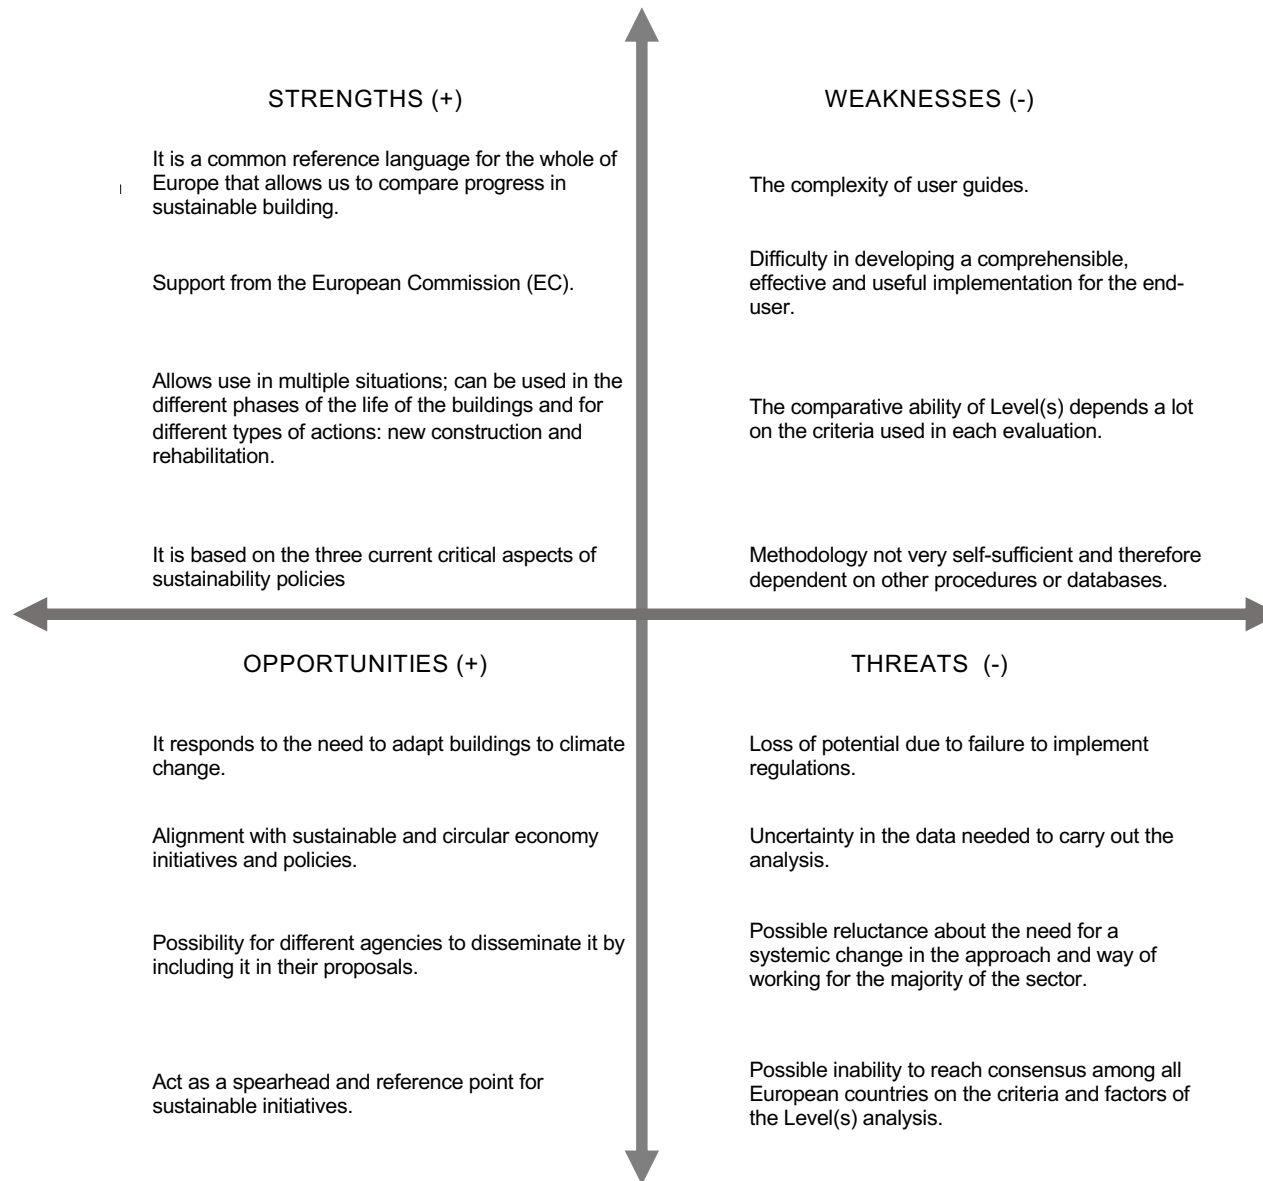 STRENGTHS (+)
It is a common reference language for the whole of
Europe that allows us to compare progress in
sustainable building.
Support from the European Commission (EC).
Allows use in multiple situations; can be used in the
different phases of the life of the buildings and for
different types of actions: new construction and
rehabilitation.
It is based on the three current critical aspects of
sustainability policies
WEAKNESSES (-)
The complexity of user guides.
Difficulty in developing a comprehensible,
effective and useful implementation for the end-
user.
The comparative ability of Level(s) depends a lot
on the criteria used in each evaluation.
Methodology not very self-sufficient and therefore
dependent on other procedures or databases.
OPPORTUNITIES (+)
It responds to the need to adapt buildings to climate
change.
Alignment with sustainable and circular economy
initiatives and policies.
Possibility for different agencies to disseminate it by
including it in their proposals.
Act as a spearhead and reference point for
sustainable initiatives.
THREATS (-)
Loss of potential due to failure to implement
regulations.
Uncertainty in the data needed to carry out the
analysis.
Possible reluctance about the need for a
systemic change in the approach and way of
working for the majority of the sector.
Possible inability to reach consensus among all
European countries on the criteria and factors of
the Level(s) analysis.